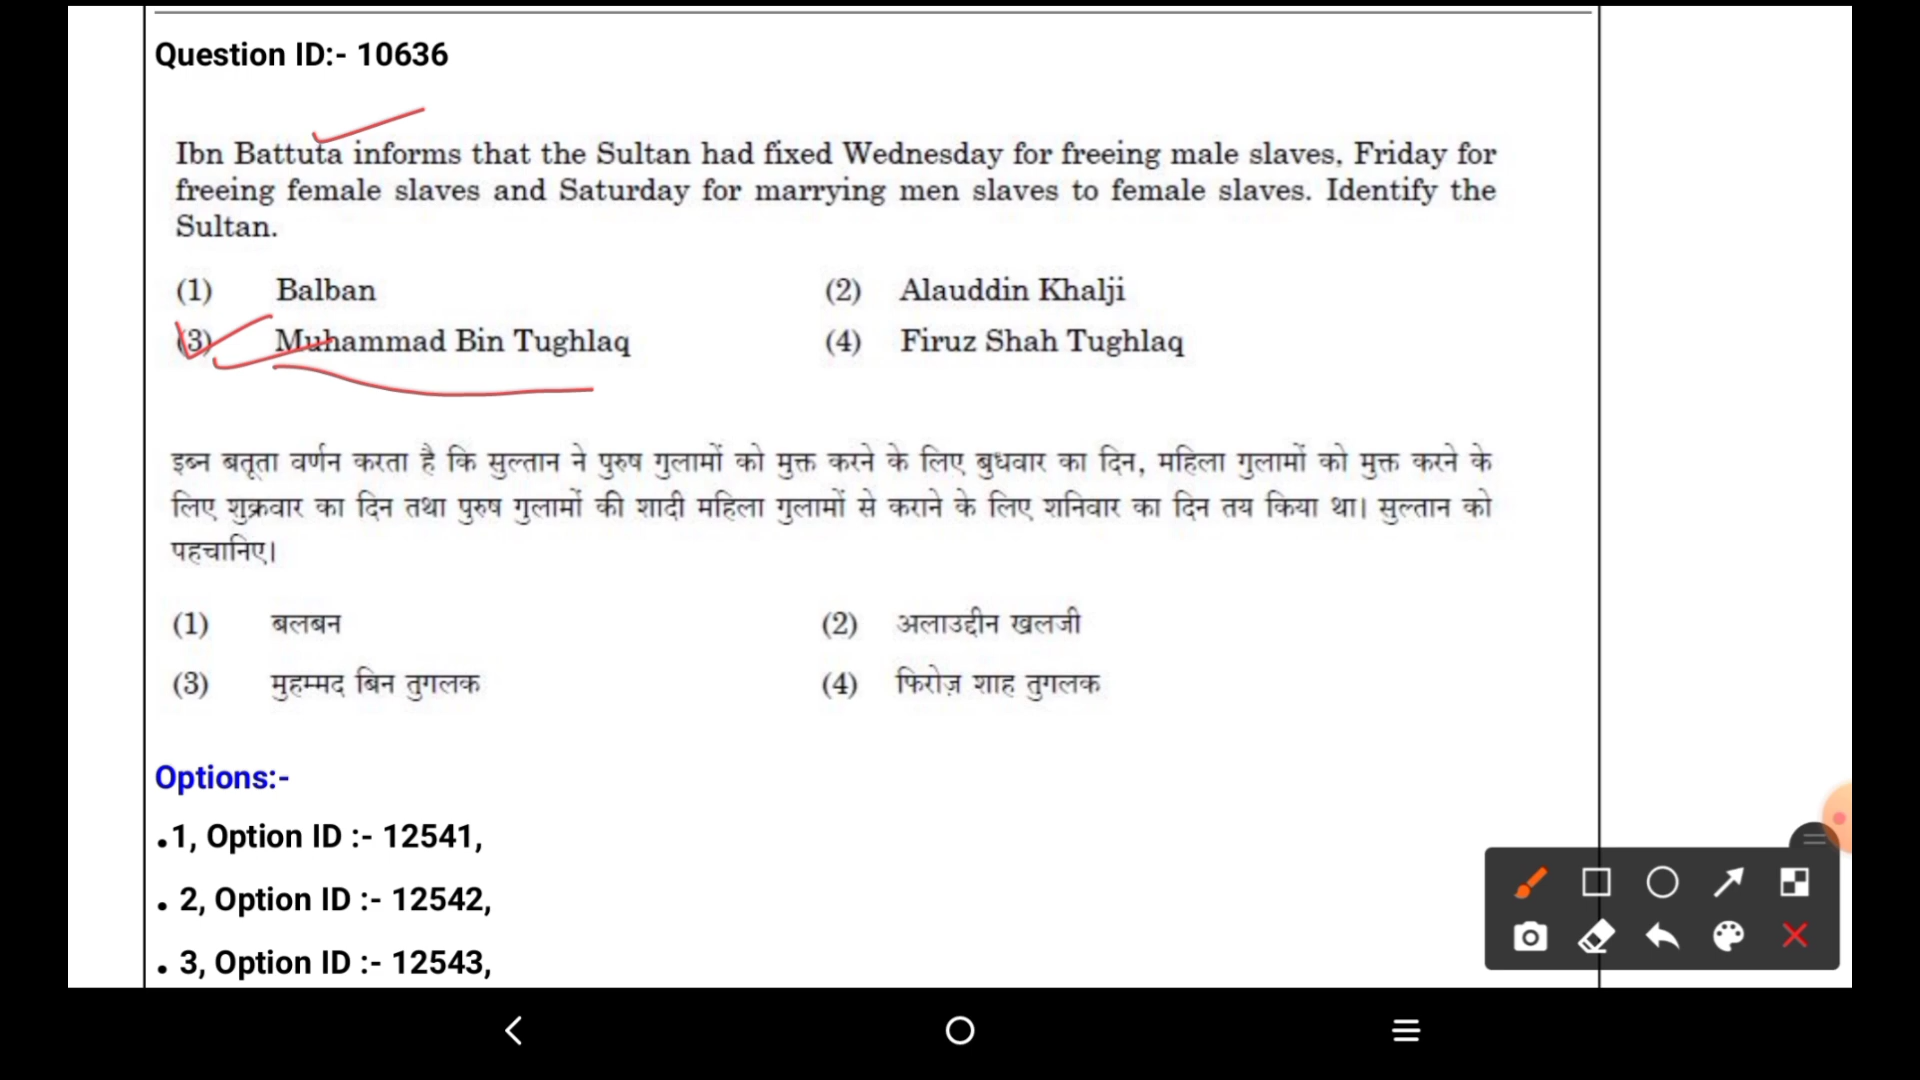 Question ID:- 10636
Ibn Battuta informs that the Sultan had fixed Wednesday for freeing male slaves, Friday for
freeing female slaves and Saturday for marrying men slaves to female slaves. Identify the
Sultan.
(1) Balban (2) Alauddin Khalji
(3) Muhammad Bin Tughlaq (4) Firuz Shah Tughlaq
इब्न बतूता वर्णन करता है कि सुल्तान ने पुरुष गुलामों को मुक्त करने के लिए बुधवार का दिन, महिला गुलामों को मुक्त करने के
लिए शुक्रवार का दिन तथा पुरुष गुलामों की शादी महिला गुलामों से कराने के लिए शनिवार का दिन तय किया था। सुल्तान को
पहचानिए।
(1) बलबन (2) अलाउद्दीन खलजी
(3) मुहम्मद बिन तुगलक (4) फिरोज़ शाह तुगलक
Options:-
.1, Option ID :- 12541,
. 2, Option ID :- 12542,
. 3, Option ID :- 12543,